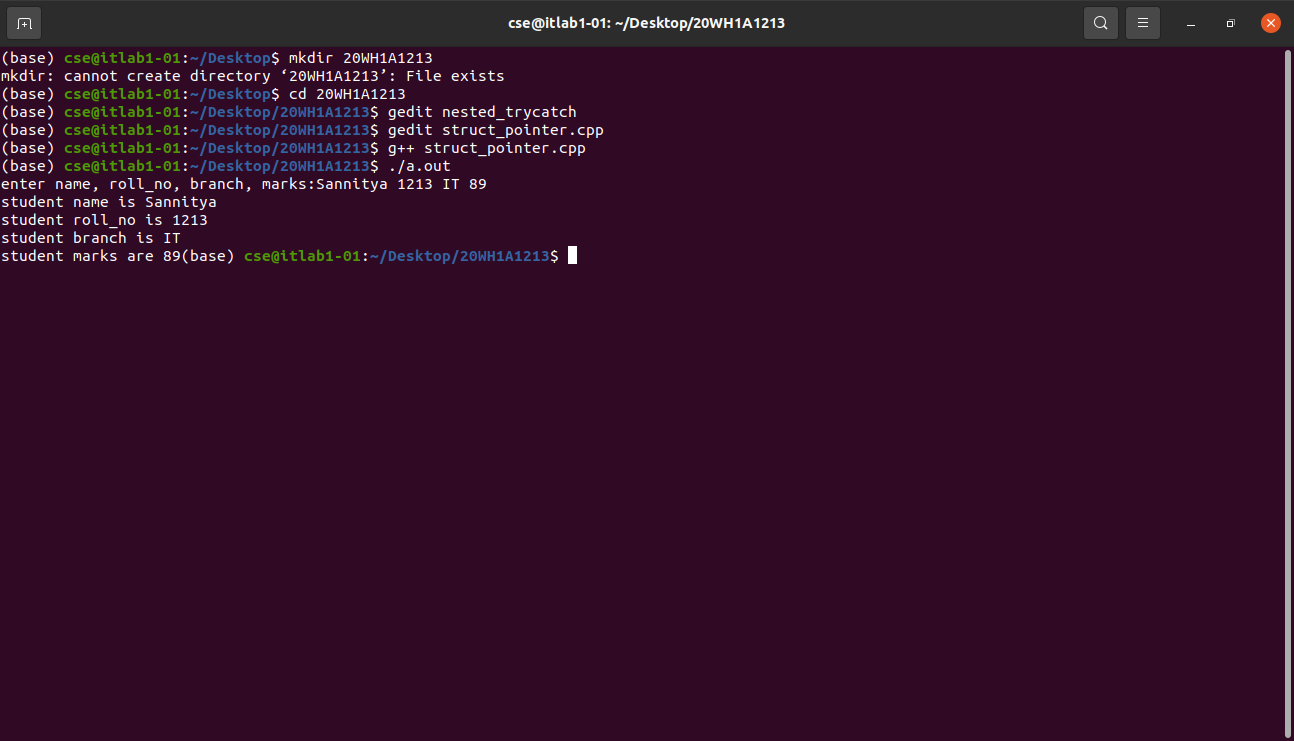 cse@itlab1-01: ~/Desktop/20WH1A1213
(base) cse@itlab1-01:~/Desktop$ mkdir 20WH1A1213
mkdir: cannot create directory ‘20WH1A1213’: File exists
(base) cse@itlab1-01:~/Desktop$ cd 20WH1A1213
(base) cse@itlab1-01:~/Desktop/20WH1A1213$ gedit nested_trycatch
(base) cse@itlab1-01:~/Desktop/20WH1A1213$ gedit struct_pointer.cpp
(base) cse@itlab1-01:~/Desktop/20WH1A1213$ g++ struct_pointer.cpp
(base) cse@itlab1-01:~/Desktop/20WH1A1213$ ./a.out
enter name, roll_no, branch, marks:Sannitya 1213 IT 89
student name is Sannitya
student roll_no is 1213
student branch is IT
student marks are 89(base) cse@itlab1-01:~/Desktop/20WH1A1213$